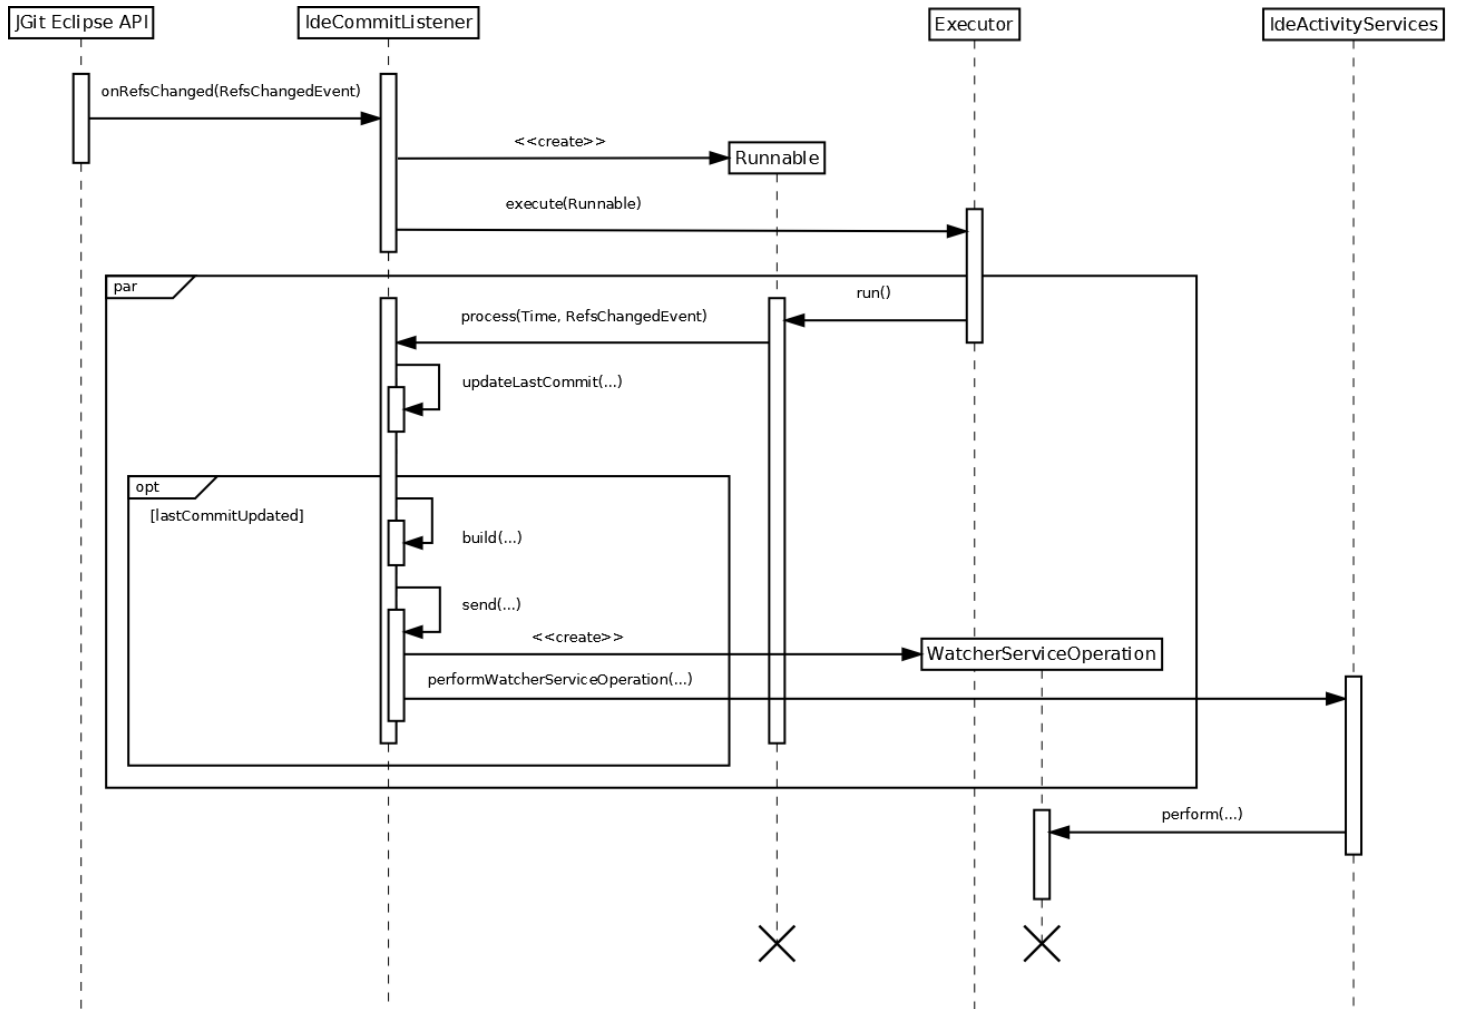 JGit Eclipse API
IdeCommitListener
Executor
IdeActivityServices
onRefsChanged(RefsChangedEvent)
<<create>>
Runnable
execute(Runnable)
par
run()
process(Time, RefsChangedEvent)
updateLastCommit(...)
opt
[lastCommitUpdated]
build(...)
send(...)
<<create>>
WatcherServiceOperation
performWatcherServiceOperation(...)
perform(...)